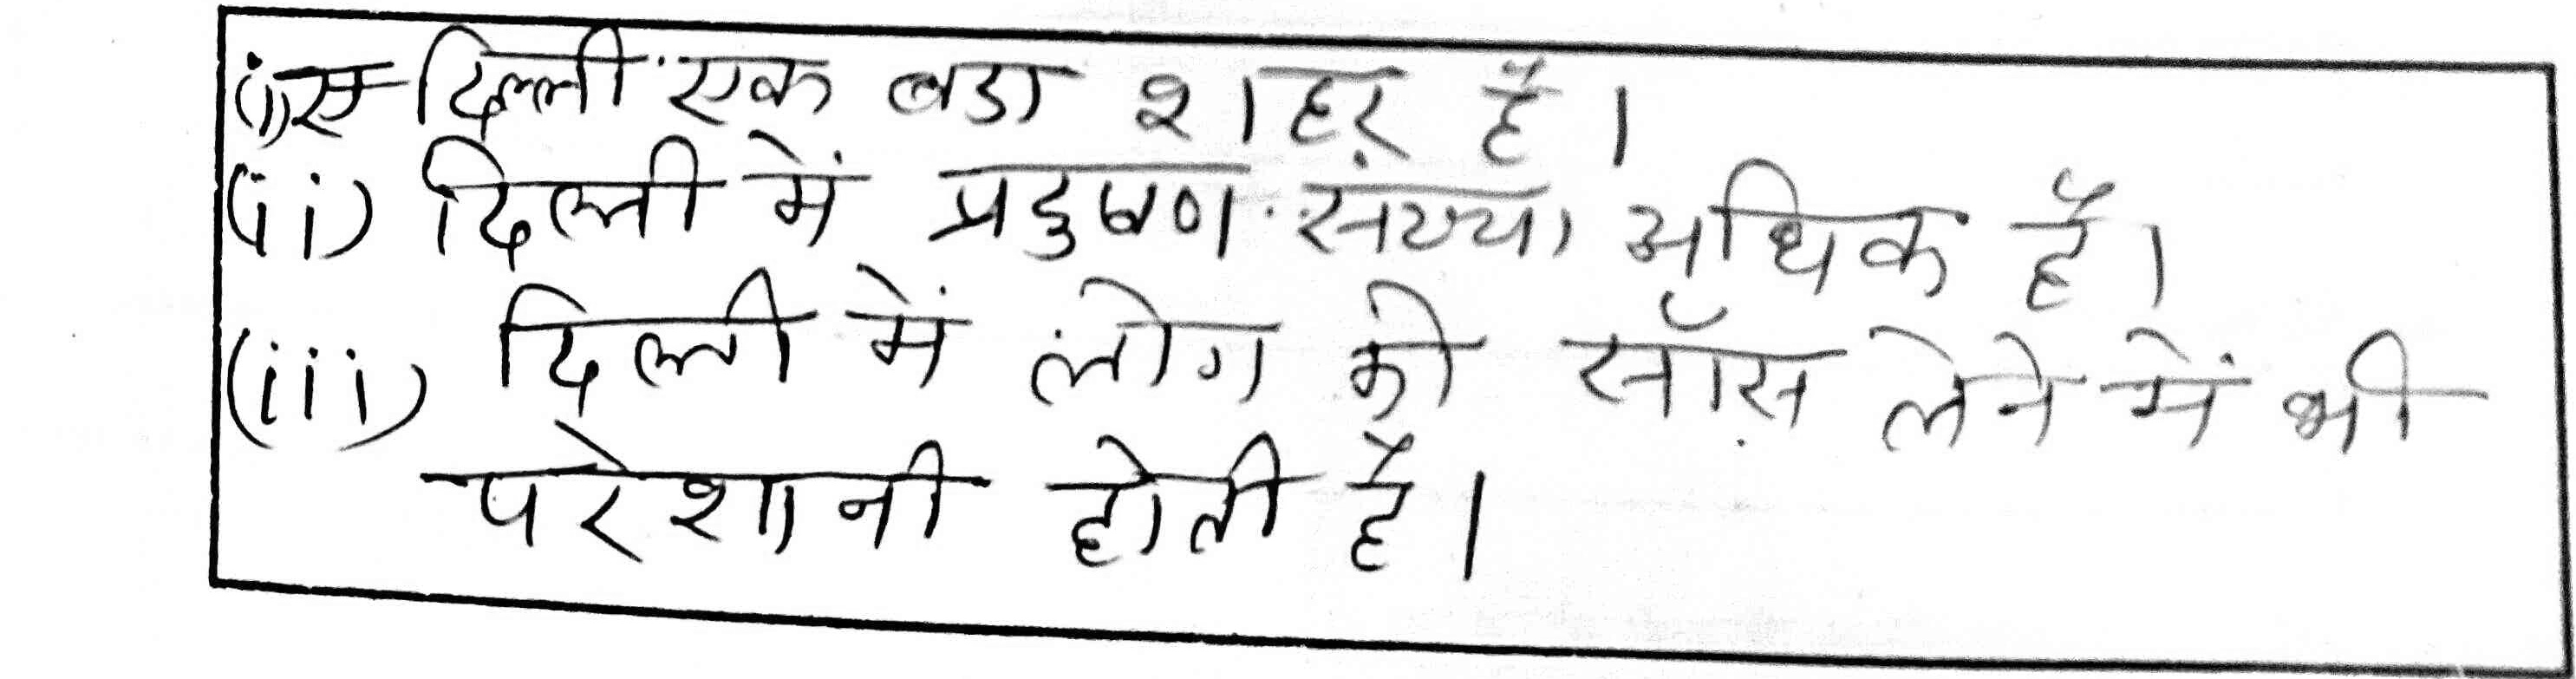 (i) दिल्ली एक बडा शहर है।
(ii) दिल्ली में प्रदुषण संख्या अधिक है।
(iii) दिल्ली में लोग को साँस लेने में भी
परेशानी होती है।